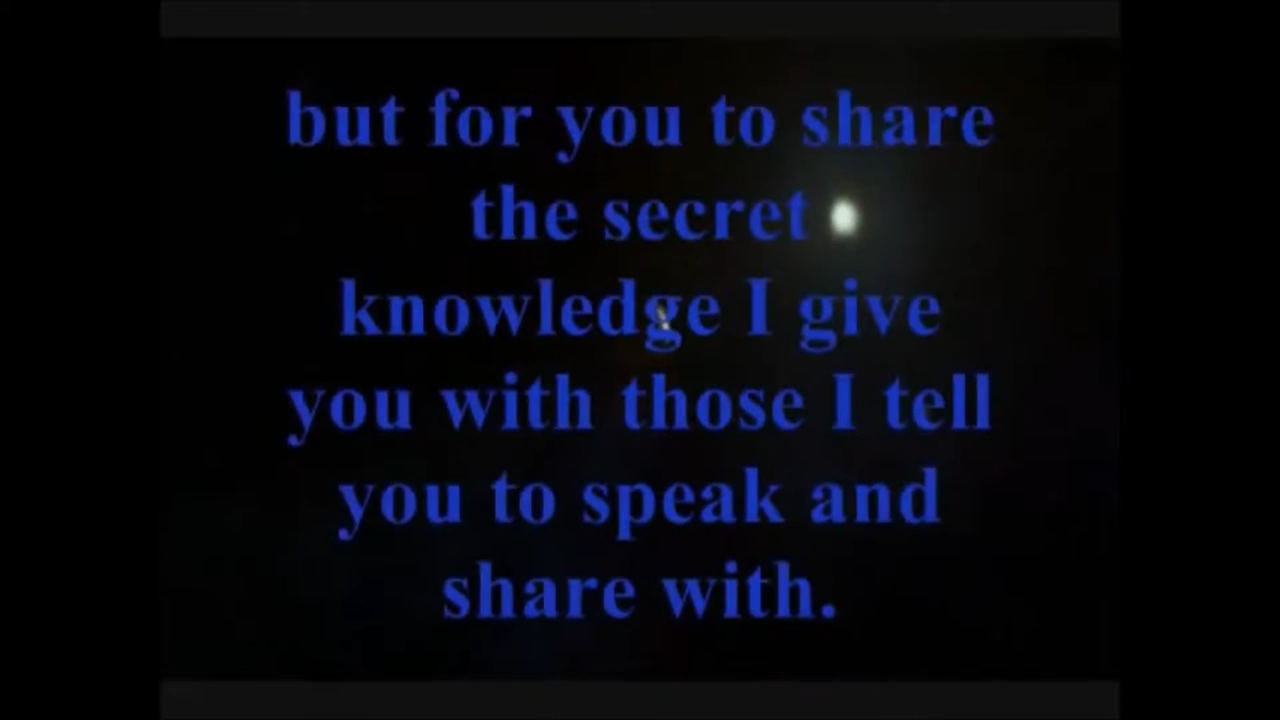 but for you to share
the secret
knowledge I give
you with those I tell
you to speak and
share with.